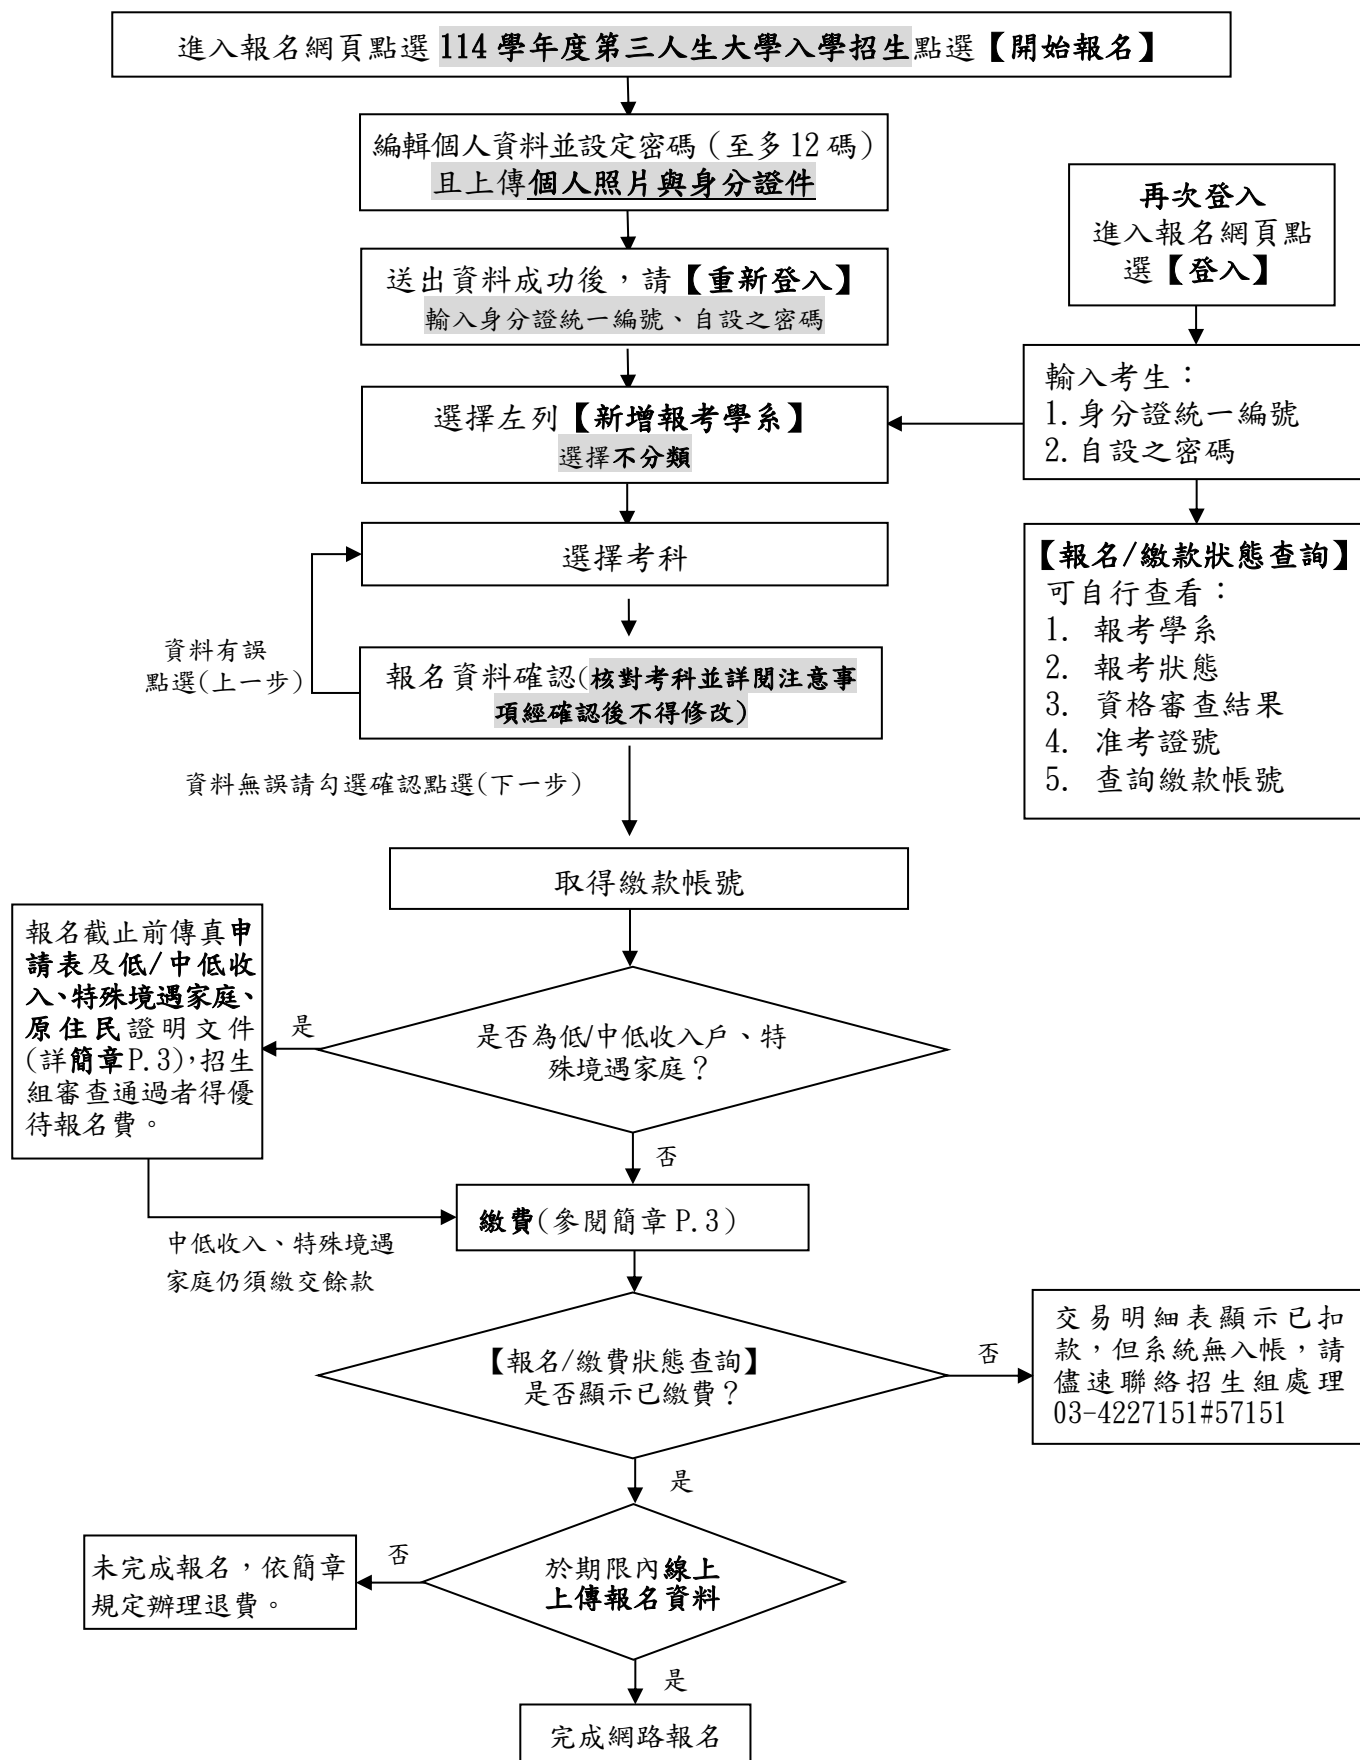 進入報名網頁點選 114 學年度第三人生大學入學招生點選【開始報名】
編輯個人資料並設定密碼（至多12碼）
且上傳個人照片與身分證件
再次登入
進入報名網頁點
選【登入】
送出資料成功後，請【重新登入】
輸入身分證統一編號、自設之密碼
輸入考生：
1.身分證統一編號
2.自設之密碼
選擇左列【新增報考學系】
選擇不分類
選擇考科
【報名/繳款狀態查詢】
可自行查看：
1. 報考學系
2. 報考狀態
3. 資格審查結果
4. 准考證號
5. 查詢繳款帳號
資料有誤
點選(上一步)
報名資料確認(核對考科並詳閱注意事
項經確認後不得修改)
資料無誤請勾選確認點選(下一步)
取得繳款帳號
報名截止前傳真申
請表及低/中低收
入、特殊境遇家庭、
原住民證明文件
(詳簡章P.3),招生
組審查通過者得優
待報名費。
是
是否為低/中低收入戶、特
殊境遇家庭？
否
繳費(參閱簡章 P.3)
中低收入、特殊境遇
家庭仍須繳交餘款
【報名/繳費狀態查詢】
是否顯示已繳費？
否
交易明細表顯示已扣
款，但系統無入帳，請
儘速聯絡招生組處理
03-4227151#57151
是
於期限內線上
上傳報名資料
否
未完成報名，依簡章
規定辦理退費。
是
完成網路報名